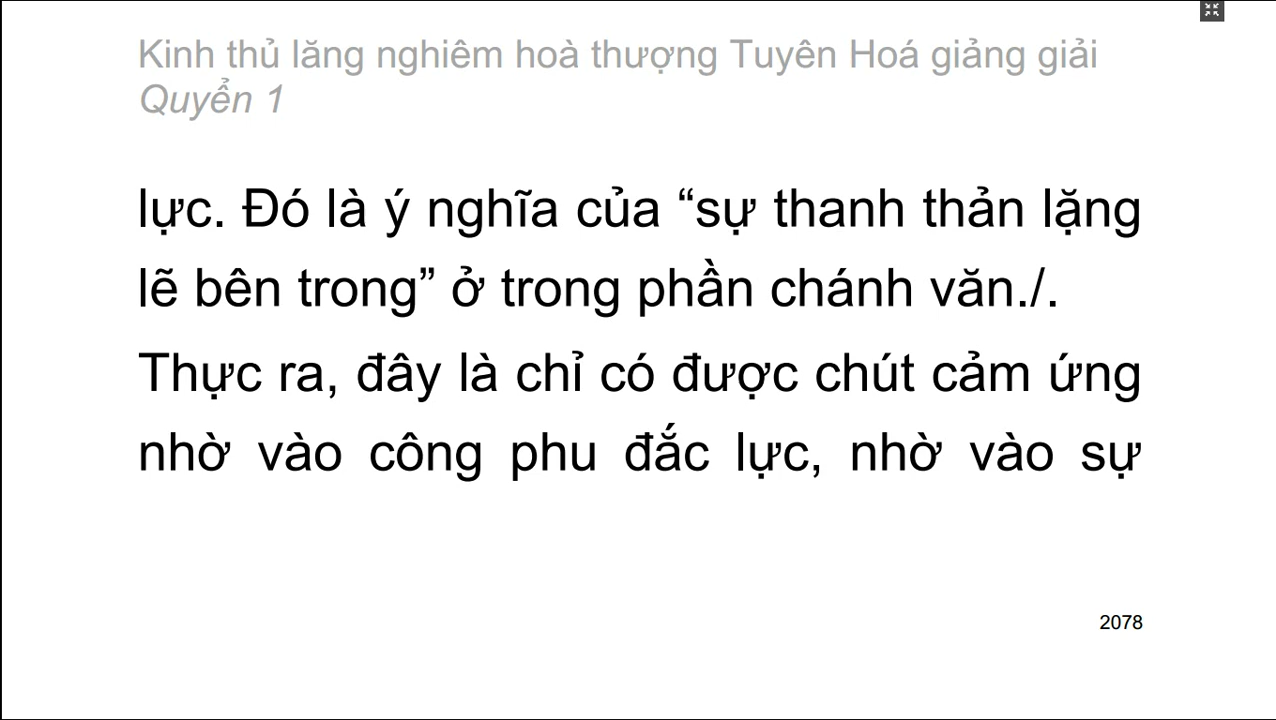 Kinh thủ lăng nghiêm hoà thượng Tuyên Hoá giảng giải
Quyển 1
lực. Đó là ý nghĩa của “sự thanh thản lặng
lẽ bên trong” ở trong phần chánh văn./.
Thực ra, đây là chỉ có được chút cảm ứng
nhờ vào công phu đắc lực, nhờ vào sự
2078